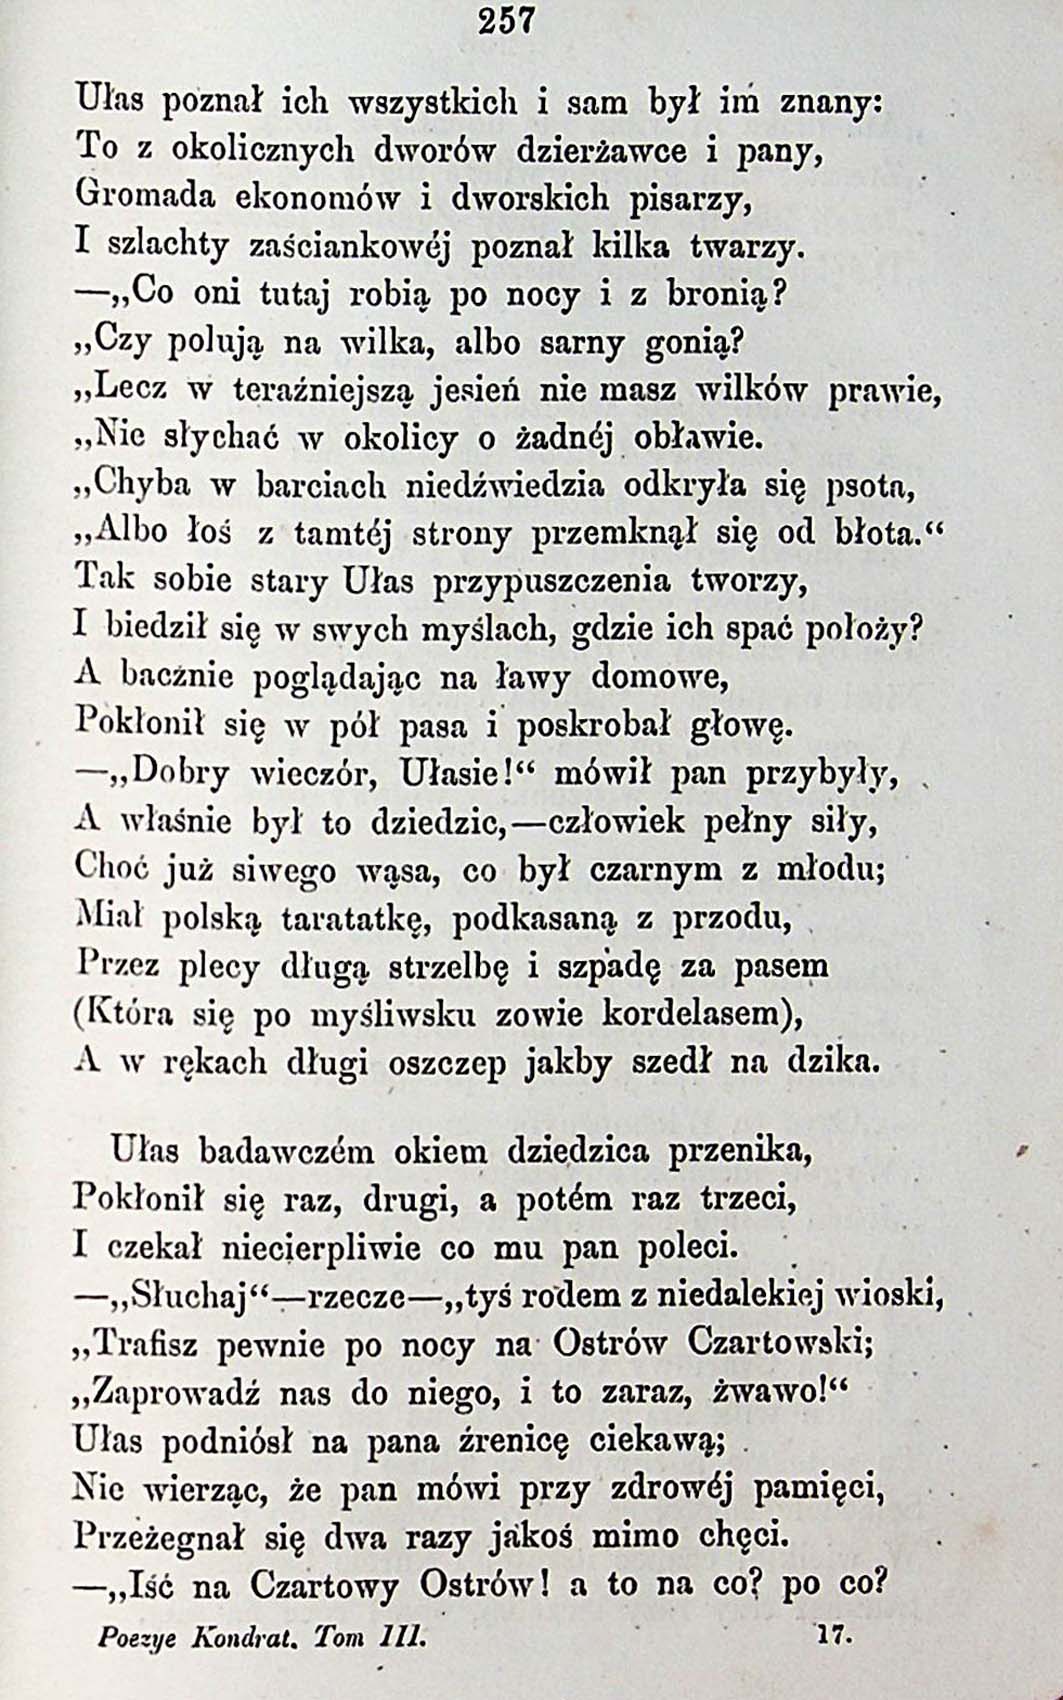 257
Ułas poznał ich wszystkich i sam był im znany:
To z okolicznych dworów dzierżawce i pany,
Gromada ekonomów i dworskich pisarzy,
I szlachty zaściankowéj poznał kilka twarzy.
—„Co oni tutaj robią po nocy i z bronią?
„Czy polują na wilka, albo sarny gonią?
„Lecz w teraźniejszą jesień nie masz wilków prawie,
„Nie słychać w okolicy o żadnéj obławie.
„Chyba w barciach niedźwiedzia odkryła się psota,
„Albo łoś z tamtéj strony przemknął się od błota.“
Tak sobie stary Ułas przypuszczenia tworzy,
I biedził się w swych myślach, gdzie ich spać położy?
A bacznie poglądając na ławy domowe,
Pokłonił się w pół pasa i poskrobał głowę.
—„Dobry wieczór, Ułasie!“ mówił pan przybyły,
A właśnie był to dziedzic,—człowiek pełny siły,
Choć już siwego wąsa, co był czarnym z młodu;
Miał polską taratatkę, podkasaną z przodu,
Przez plecy długą strzelbę i szpadę za pasem
(Która się po myśliwsku zowie kordelasem),
A w rękach długi oszczep jakby szedł na dzika.
Ułas badawczém okiem dziedzica przenika,
Pokłonił się raz, drugi, a potém raz trzeci,
I czekał niecierpliwie co mu pan poleci.
—„Słuchaj“—rzecze—„tyś rodem z niedalekiej wioski,
„Trafisz pewnie po nocy na Ostrów Czartowski;
„Zaprowadź nas do niego, i to zaraz, żwawo!“
Ułas podniósł na pana źrenicę ciekawą;
Nie wierząc, że pan mówi przy zdrowéj pamięci,
Przeżegnał się dwa razy jakoś mimo chęci.
—„Iść na Czartowy Ostrów! a to na co? po co?
Poezye Kondrat. Tom III. 17.